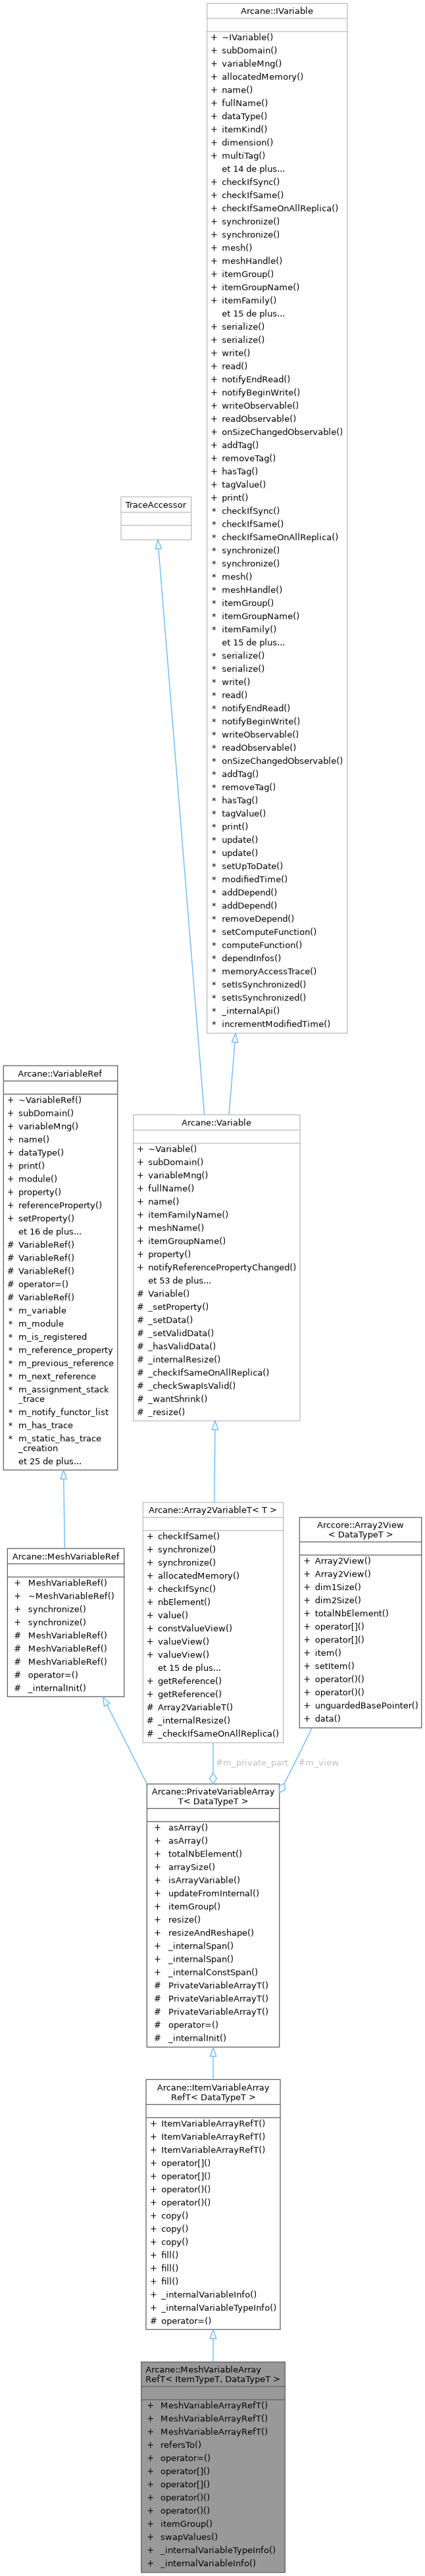 Arcane::IVariable
+ ~IVariable()
+ subDomain()
+ variableMng()
+ allocatedMemory()
+ name()
+ fullName()
+ dataType()
+ itemKind()
+ dimension()
+ multiTag()
et 14 de plus...
+ checkIfSync()
+ checkIfSame()
+ checkIfSameOnAllReplica()
+ synchronize()
+ synchronize()
+ mesh()
+ meshHandle()
+ itemGroup()
+ itemGroupName()
+ itemFamily()
et 15 de plus...
+ serialize()
+ serialize()
+ write()
+ read()
+ notifyEndRead()
+ notifyBeginWrite()
+ writeObservable()
+ readObservable()
+ onSizeChangedObservable()
+ addTag()
+ removeTag()
+ hasTag()
+ tagValue()
+ print()
* checkIfSync()
* checkIfSame()
* checkIfSameOnAllReplica()
* synchronize()
* synchronize()
* mesh()
* meshHandle()
* itemGroup()
* itemGroupName()
* itemFamily()
et 15 de plus...
* serialize()
* serialize()
* write()
* read()
* notifyEndRead()
* notifyBeginWrite()
* writeObservable()
* readObservable()
* onSizeChangedObservable()
* addTag()
* removeTag()
* hasTag()
* tagValue()
* print()
* update()
* update()
* setUpToDate()
* modifiedTime()
* addDepend()
* addDepend()
* removeDepend()
* setComputeFunction()
* computeFunction()
* dependInfos()
* memoryAccessTrace()
* setIsSynchronized()
* setIsSynchronized()
* _internalApi()
* incrementModifiedTime()
TraceAccessor
Arcane::VariableRef
+ ~VariableRef()
+ subDomain()
+ variableMng()
+ name()
+ dataType()
+ print()
+ module()
+ property()
+ referenceProperty()
+ setProperty()
et 16 de plus...
# VariableRef()
# VariableRef()
# VariableRef()
# operator=()
# VariableRef()
* m_variable
* m_module
* m_is_registered
* m_reference_property
* m_previous_reference
* m_next_reference
* m_assignment_stack
_trace
* m_notify_functor_list
* m_has_trace
* m_static_has_trace
_creation
et 25 de plus...
Arcane::Variable
+ ~Variable()
+ subDomain()
+ variableMng()
+ fullName()
+ name()
+ itemFamilyName()
+ meshName()
+ itemGroupName()
+ property()
+ notifyReferencePropertyChanged()
et 53 de plus...
# Variable()
# _setProperty()
# _setData()
# _setValidData()
# _hasValidData()
# _internalResize()
# _checkIfSameOnAllReplica()
# _checkSwapIsValid()
# _wantShrink()
# _resize()
Arcane::MeshVariableRef
+ MeshVariableRef()
+ ~MeshVariableRef()
+ synchronize()
+ synchronize()
# MeshVariableRef()
# MeshVariableRef()
# MeshVariableRef()
# operator=()
# _internalInit()
Arcane::Array2VariableT< T >
+ checkIfSame()
+ synchronize()
+ synchronize()
+ allocatedMemory()
+ checkIfSync()
+ nbElement()
+ value()
+ constValueView()
+ valueView()
+ valueView()
et 15 de plus...
+ getReference()
+ getReference()
# Array2VariableT()
# _internalResize()
# _checkIfSameOnAllReplica()
Arccore::Array2View
< DataTypeT >
+ Array2View()
+ Array2View()
+ dim1Size()
+ dim2Size()
+ totalNbElement()
+ operator[]()
+ operator[]()
+ item()
+ setItem()
+ operator()()
+ operator()()
+ unguardedBasePointer()
+ data()
#m_private_part
#m_view
Arcane::PrivateVariableArray
T< DataTypeT >
+ asArray()
+ asArray()
+ totalNbElement()
+ arraySize()
+ isArrayVariable()
+ updateFromInternal()
+ itemGroup()
+ resize()
+ resizeAndReshape()
+ _internalSpan()
+ _internalSpan()
+ _internalConstSpan()
# PrivateVariableArrayT()
# PrivateVariableArrayT()
# PrivateVariableArrayT()
# operator=()
# _internalInit()
Arcane::ItemVariableArray
RefT< DataTypeT >
+ ItemVariableArrayRefT()
+ ItemVariableArrayRefT()
+ ItemVariableArrayRefT()
+ operator[]()
+ operator[]()
+ operator()()
+ operator()()
+ copy()
+ copy()
+ copy()
+ fill()
+ fill()
+ fill()
+ _internalVariableInfo()
+ _internalVariableTypeInfo()
# operator=()
Arcane::MeshVariableArray
RefT< ItemTypeT, DataTypeT >
+ MeshVariableArrayRefT()
+ MeshVariableArrayRefT()
+ MeshVariableArrayRefT()
+ refersTo()
+ operator=()
+ operator[]()
+ operator[]()
+ operator()()
+ operator()()
+ itemGroup()
+ swapValues()
+ _internalVariableTypeInfo()
+ _internalVariableInfo()